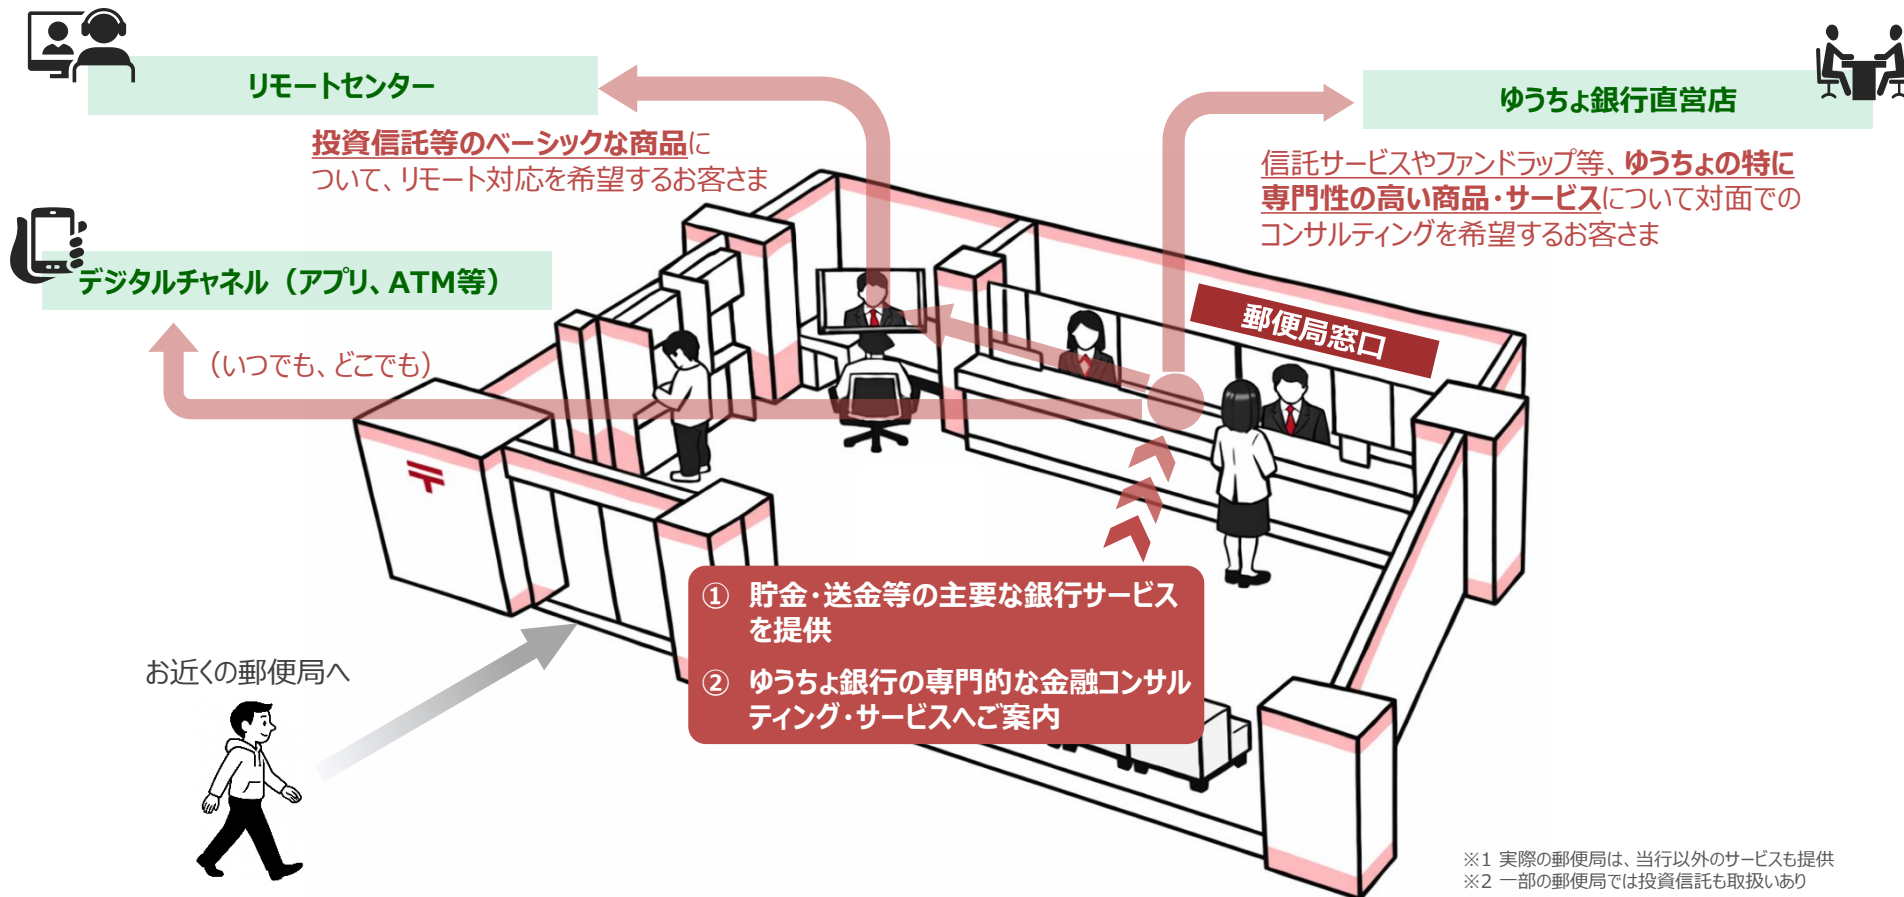 リモートセンター
投資信託等のベーシックな商品に
ついて、リモート対応を希望するお客さま
デジタルチャネル（アプリ、ATM等）
（いつでも、どこでも）
ゆうちょ銀行直営店
信託サービスやファンドラップ等、ゆうちょの特に
専門性の高い商品・サービスについて対面での
コンサルティングを希望するお客さま
郵便局窓口
〒
① 貯金・送金等の主要な銀行サービス
を提供
② ゆうちょ銀行の専門的な金融コンサル
ティング・サービスへご案内
お近くの郵便局へ
※1 実際の郵便局は、当行以外のサービスも提供
※2 一部の郵便局では投資信託も取扱いあり